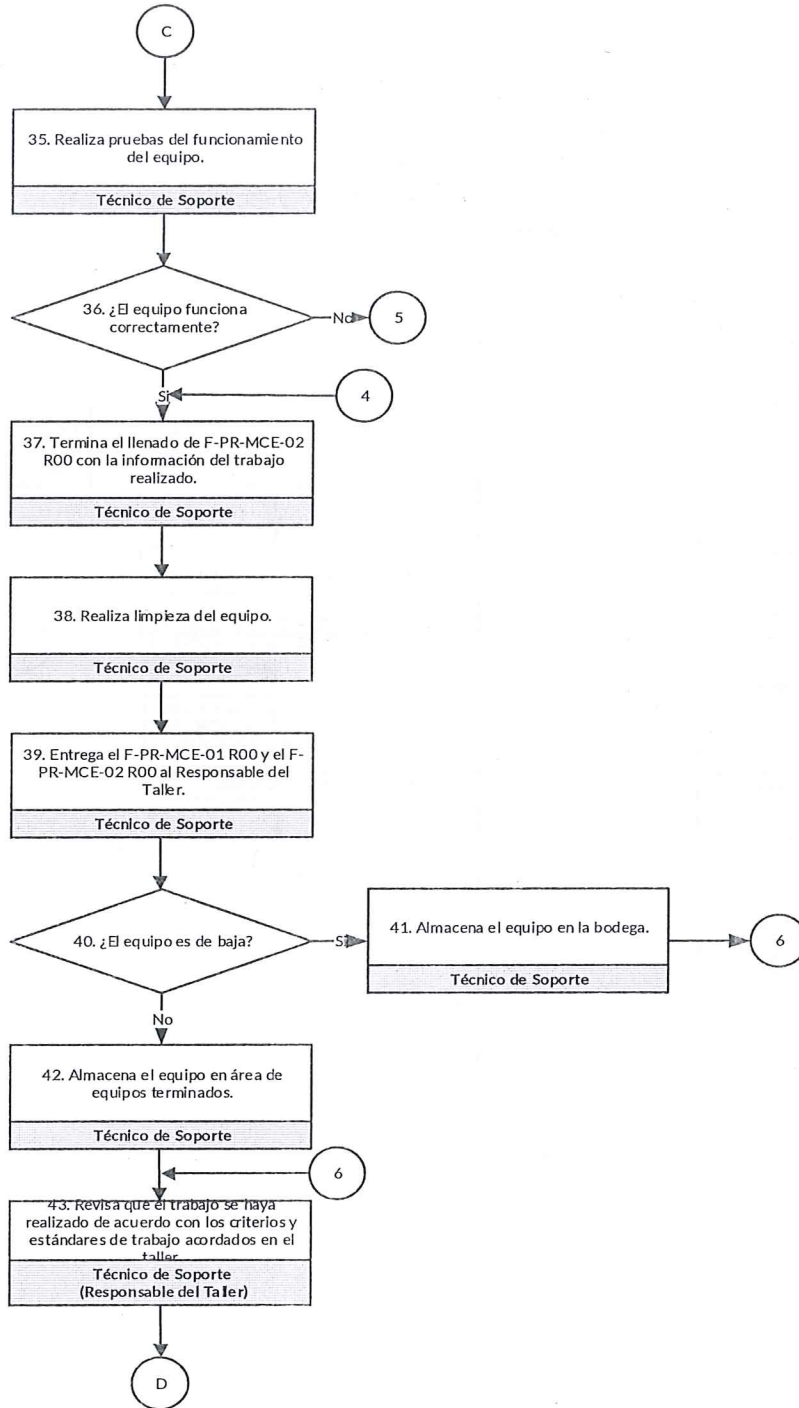 C
35. Realiza pruebas del funcionamiento
del equipo.
Técnico de Soporte
36. ¿El equipo funciona
correctamente?
No
5
Si
4
37. Termina el llenado de F-PR-MCE-02
R00 con la información del trabajo
realizado.
Técnico de Soporte
38. Realiza limpieza del equipo.
Técnico de Soporte
39. Entrega el F-PR-MCE-01 R00 y el F-
PR-MCE-02 R00 al Responsable del
Taller.
Técnico de Soporte
40. ¿El equipo es de baja?
Si
41. Almacena el equipo en la bodega.
Técnico de Soporte
6
No
42. Almacena el equipo en área de
equipos terminados.
Técnico de Soporte
6
43. Revisa que el trabajo se haya
realizado de acuerdo con los criterios y
estándares de trabajo acordados en el
taller
Técnico de Soporte
(Responsable del Taller)
D